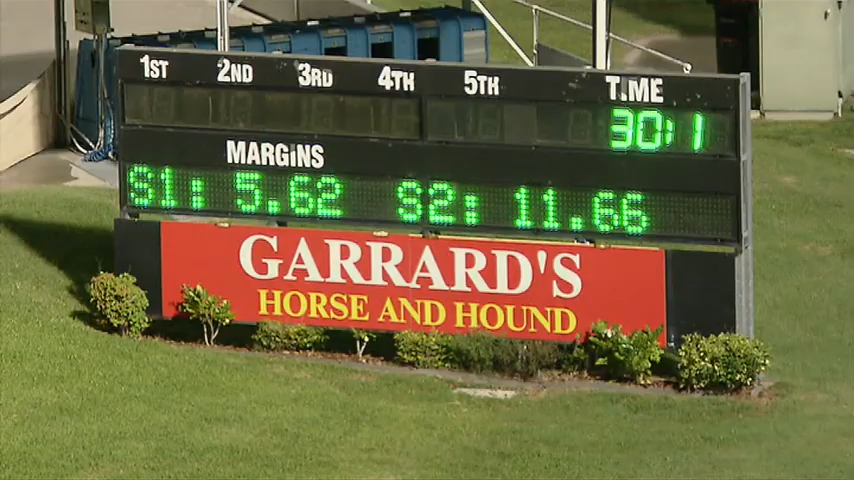 1ST 2ND 3RD 4TH 5TH TIME
30:1
MARGINS
S1: 5.62 S2: 11.66
GARRARD'S
HORSE AND HOUND